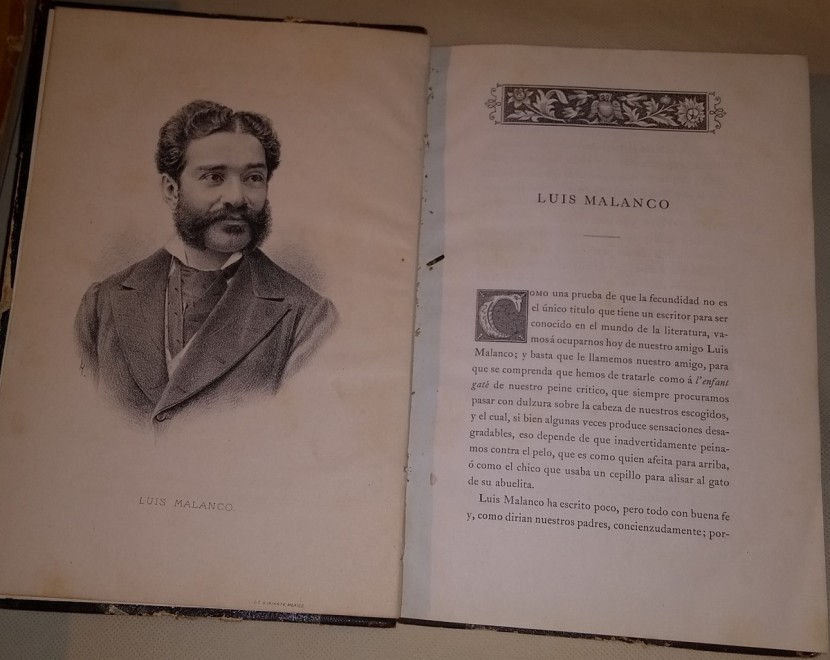 LUIS MALANCO.
LUIS MALANCO
COMO una prueba de que la fecundidad no es
el único título que tiene un escritor para ser
conocido en el mundo de la literatura, va-
mos á ocuparnos hoy de nuestro amigo Luis
Malanco; y basta que le llamemos nuestro amigo, para
que se comprenda que hemos de tratarle como á l'enfant
gaté de nuestro peine crítico, que siempre procuramos
pasar con dulzura sobre la cabeza de nuestros escogidos,
y el cual, si bien algunas veces produce sensaciones desa-
gradables, eso depende de que inadvertidamente peina-
mos contra el pelo, que es como quien afeita para arriba,
ó como el chico que usaba un cepillo para alisar al gato
de su abuelita.
Luis Malanco ha escrito poco, pero todo con buena fe
y, como dirian nuestros padres, concienzudamente; por-